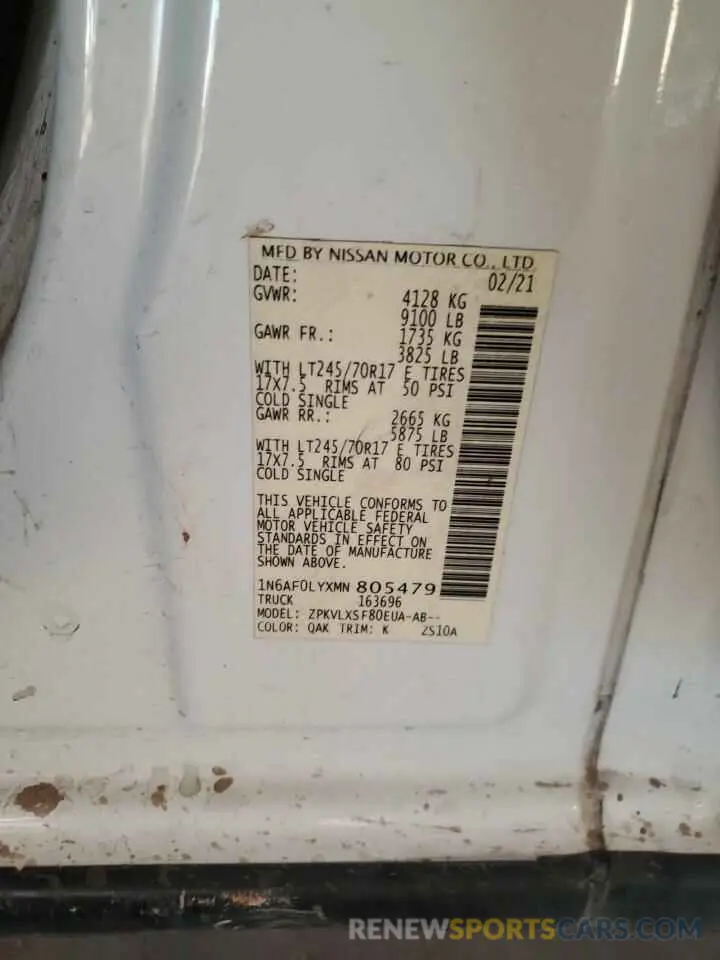 MFD BY NISSAN MOTOR CO., LTD
DATE: 02/21
GVWR: 4128 KG
9100 LB
GAWR FR.: 1735 KG
3825 LB
WITH LT245/70R17 E TIRES
17X7.5 RIMS AT 50 PSI
COLD SINGLE
GAWR RR.: 2665 KG
5875 LB
WITH LT245/70R17 E TIRES
17X7.5 RIMS AT 80 PSI
COLD SINGLE
THIS VEHICLE CONFORMS TO
ALL APPLICABLE FEDERAL
MOTOR VEHICLE SAFETY
STANDARDS IN EFFECT ON
THE DATE OF MANUFACTURE
SHOWN ABOVE.
1N6AF0LYXMN 805479
TRUCK 163696
MODEL: ZPKVLXSF80EUA-AB--
COLOR: QAK TRIM: K 2S10A
RENEWSPORTSCARS.COM